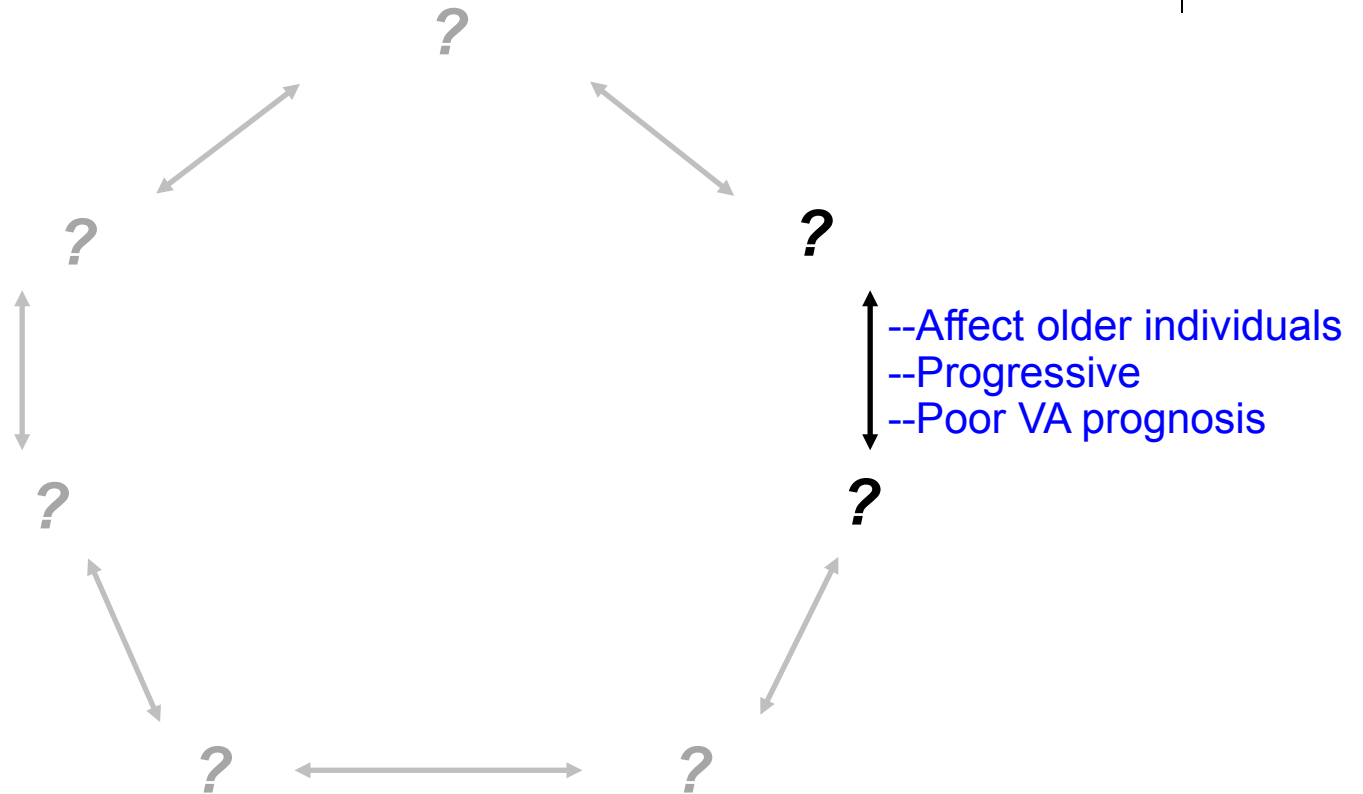 ?
?
?
--Affect older individuals
--Progressive
--Poor VA prognosis
?
?
?
?